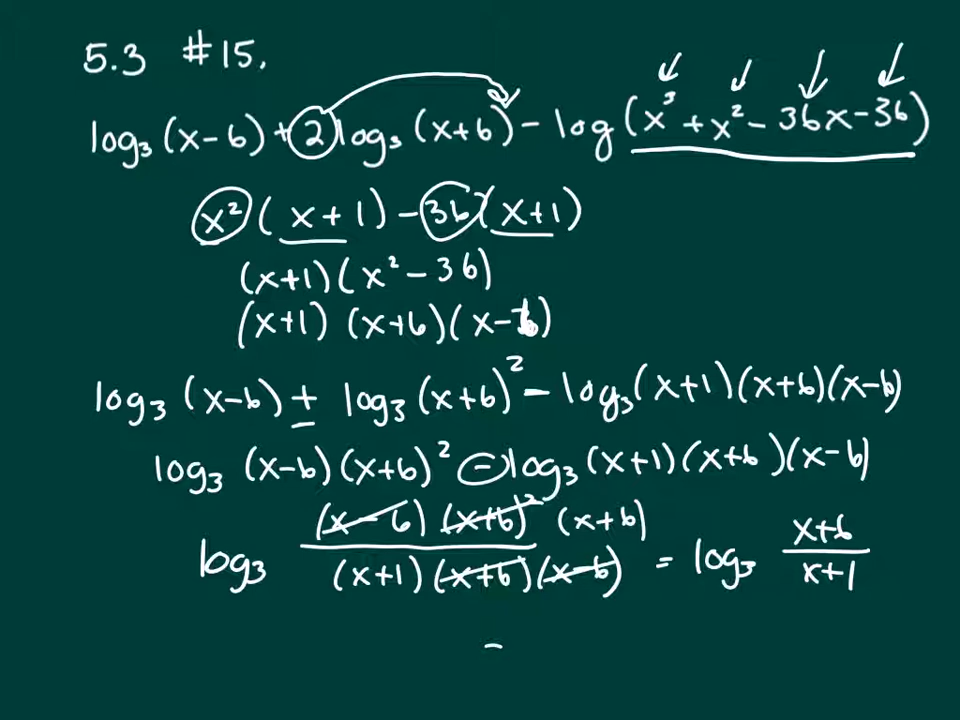 5.3 #15.
log₃ (x-6) + 2 log₃ (x+6) - log (x³ + x² - 36x - 36)
x² (x+1) - 36 (x+1)
(x+1)(x² - 36)
(x+1) (x+6)(x-6)
log₃ (x-6) + log₃ (x+6)² - log₃ (x+1)(x+6)(x-6)
log₃ (x-6)(x+6)² - log₃ (x+1)(x+6)(x-6)
(x-6) (x+6)² (x+6) x+6
log₃ = log₃
(x+1)(x+6)(x-6) x+1
=